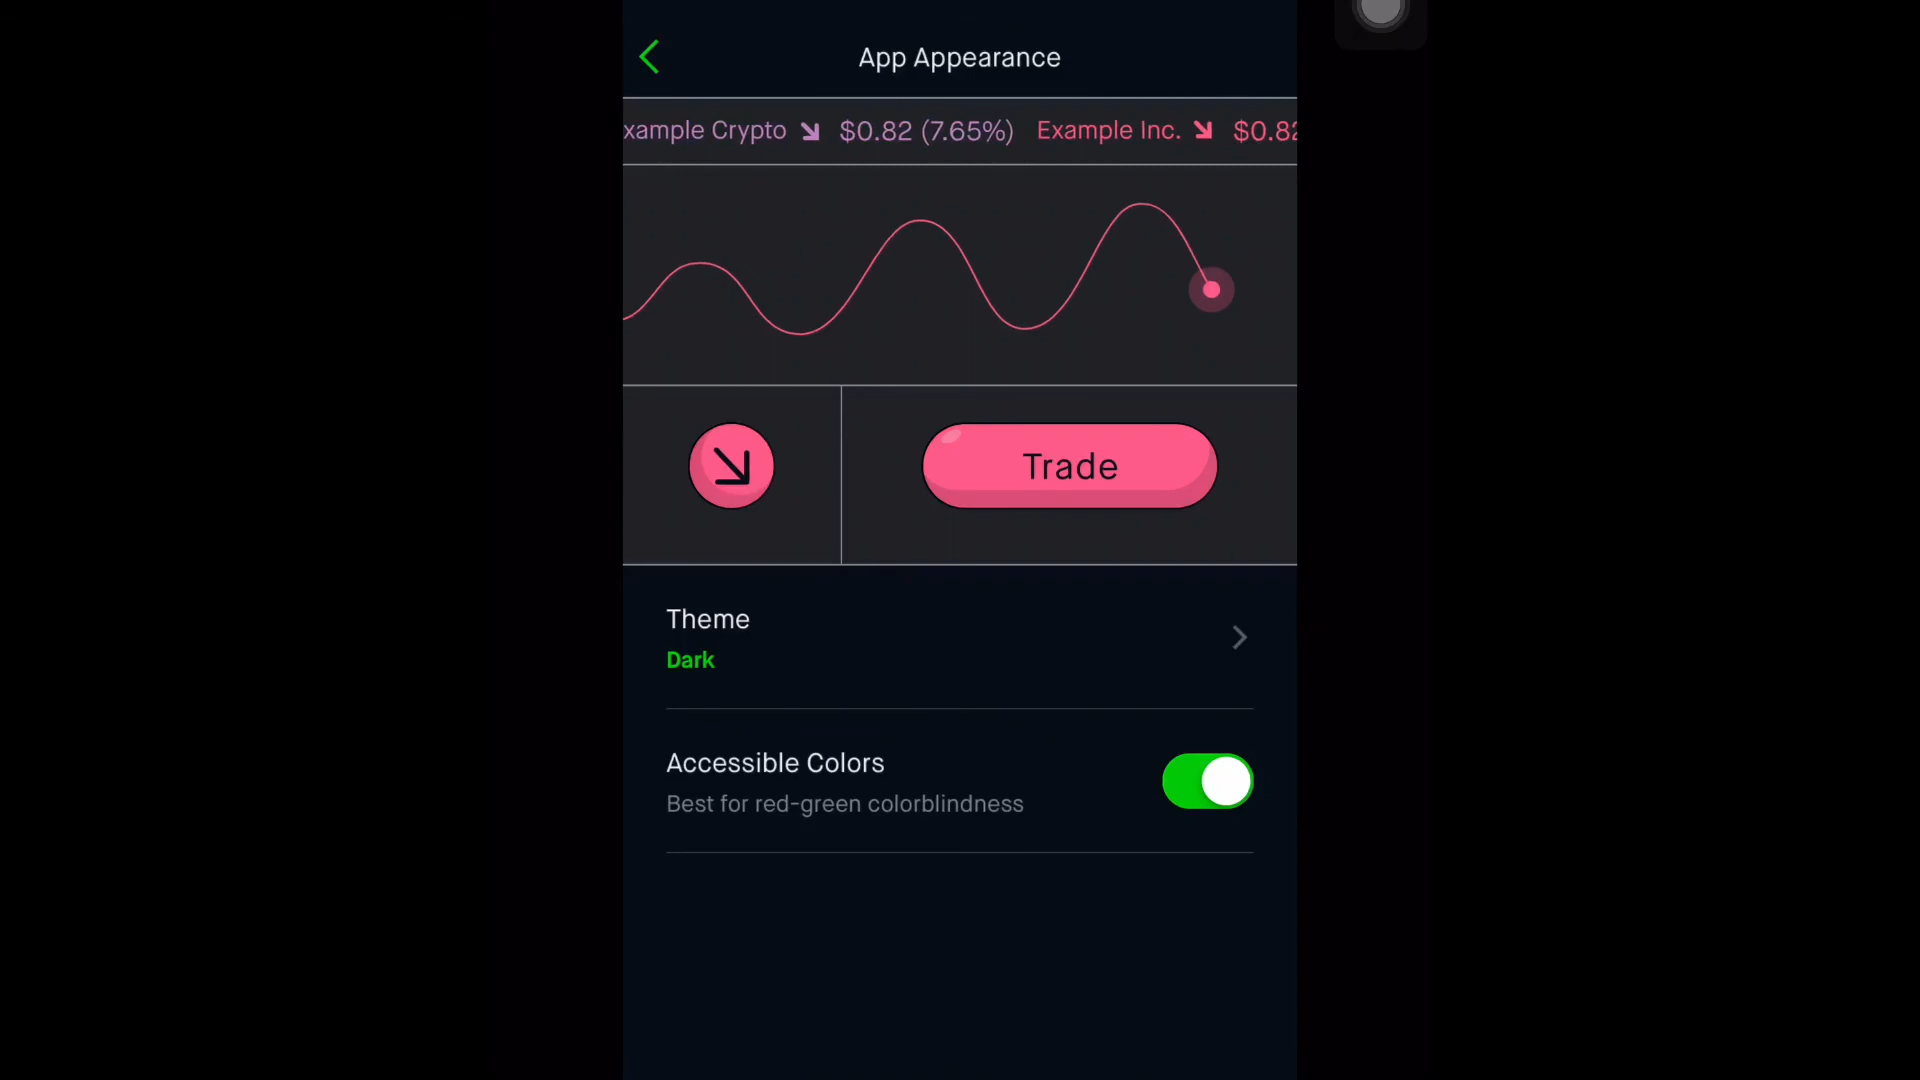 App Appearance
xample Crypto $0.82 (7.65%) Example Inc. $0.82
Trade
Theme
Dark
Accessible Colors
Best for red-green colorblindness